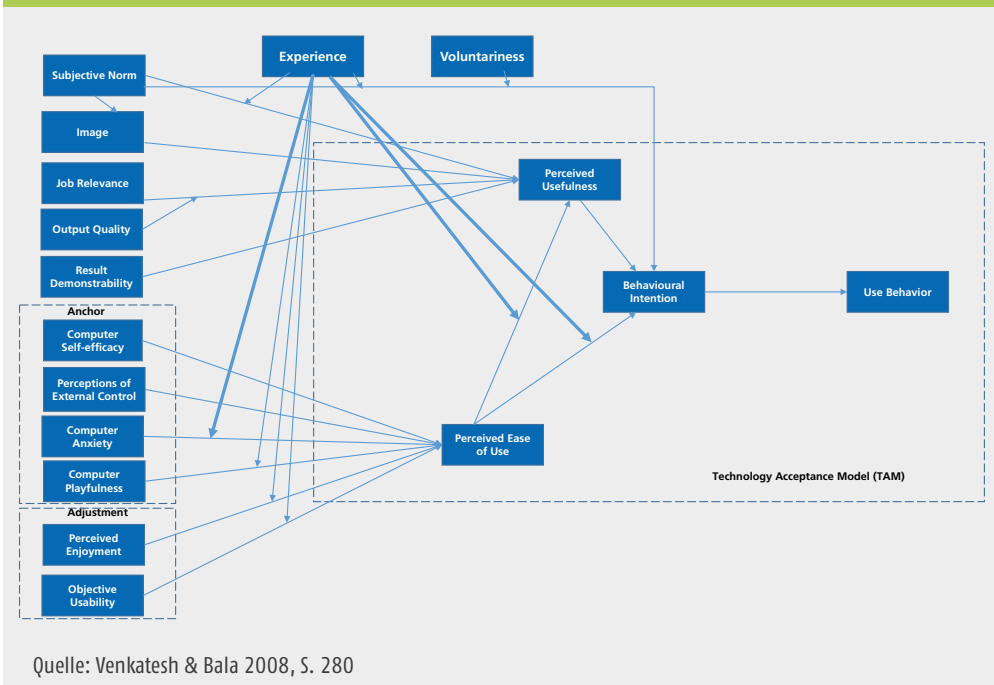 Experience
Voluntariness
Subjective Norm
Image
Job Relevance
Output Quality
Result
Demonstrability
Perceived
Usefulness
Behavioural
Intention
Use Behavior
Anchor
Computer
Self-efficacy
Perceptions of
External Control
Computer
Anxiety
Computer
Playfulness
Perceived Ease
of Use
Technology Acceptance Model (TAM)
Adjustment
Perceived
Enjoyment
Objective
Usability
Quelle: Venkatesh & Bala 2008, S. 280